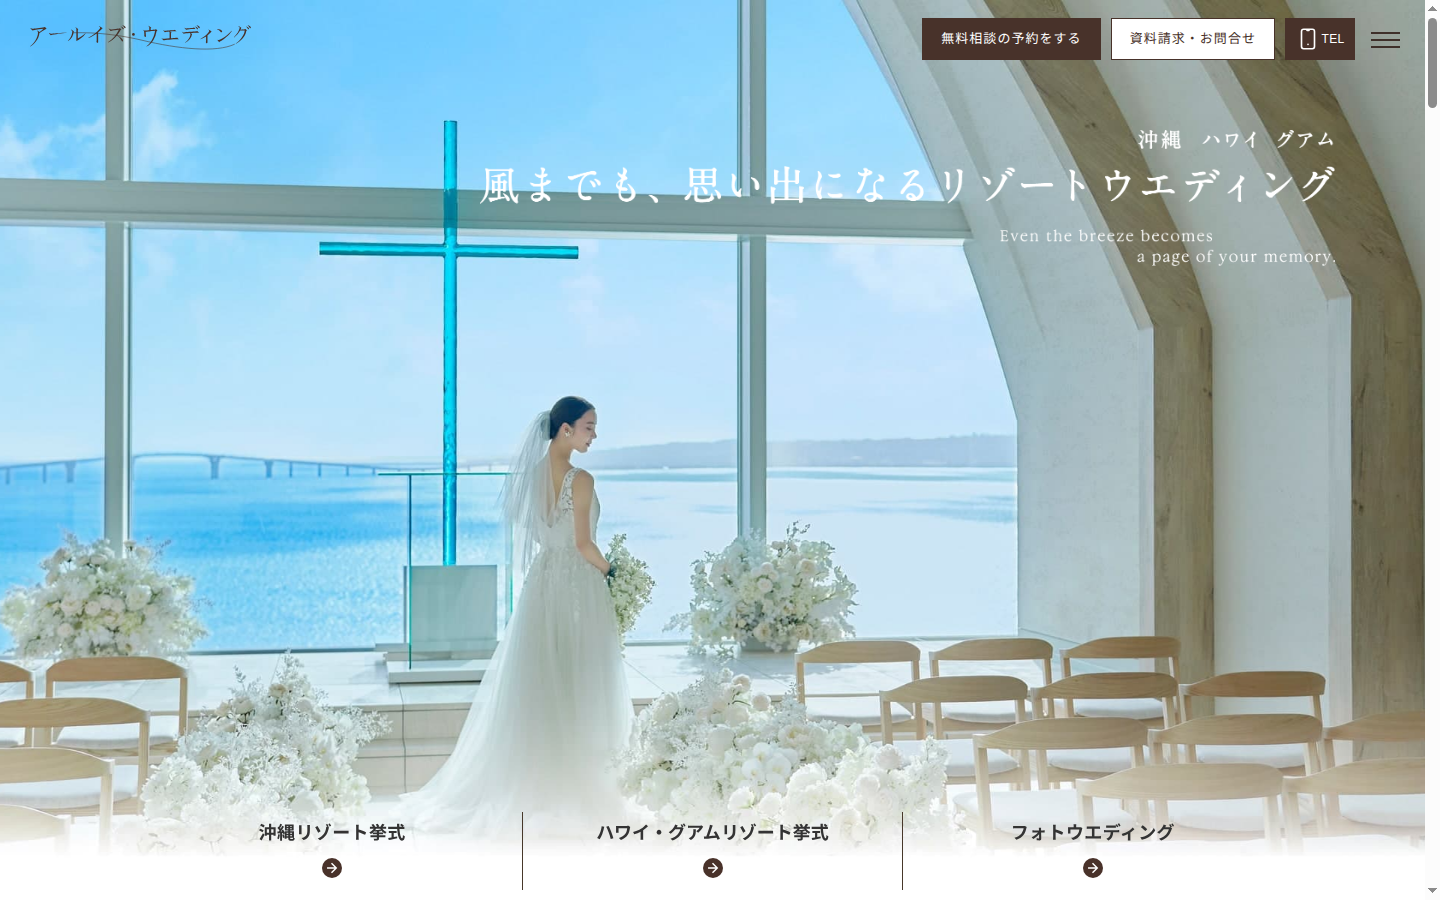 アールイズ・ウエディング
無料相談の予約をする
資料請求・お問合せ
TEL
沖縄 ハワイ グアム
風までも、思い出になるリゾートウエディング
Even the breeze becomes
a page of your memory.
沖縄リゾート挙式
ハワイ・グアムリゾート挙式
フォトウエディング